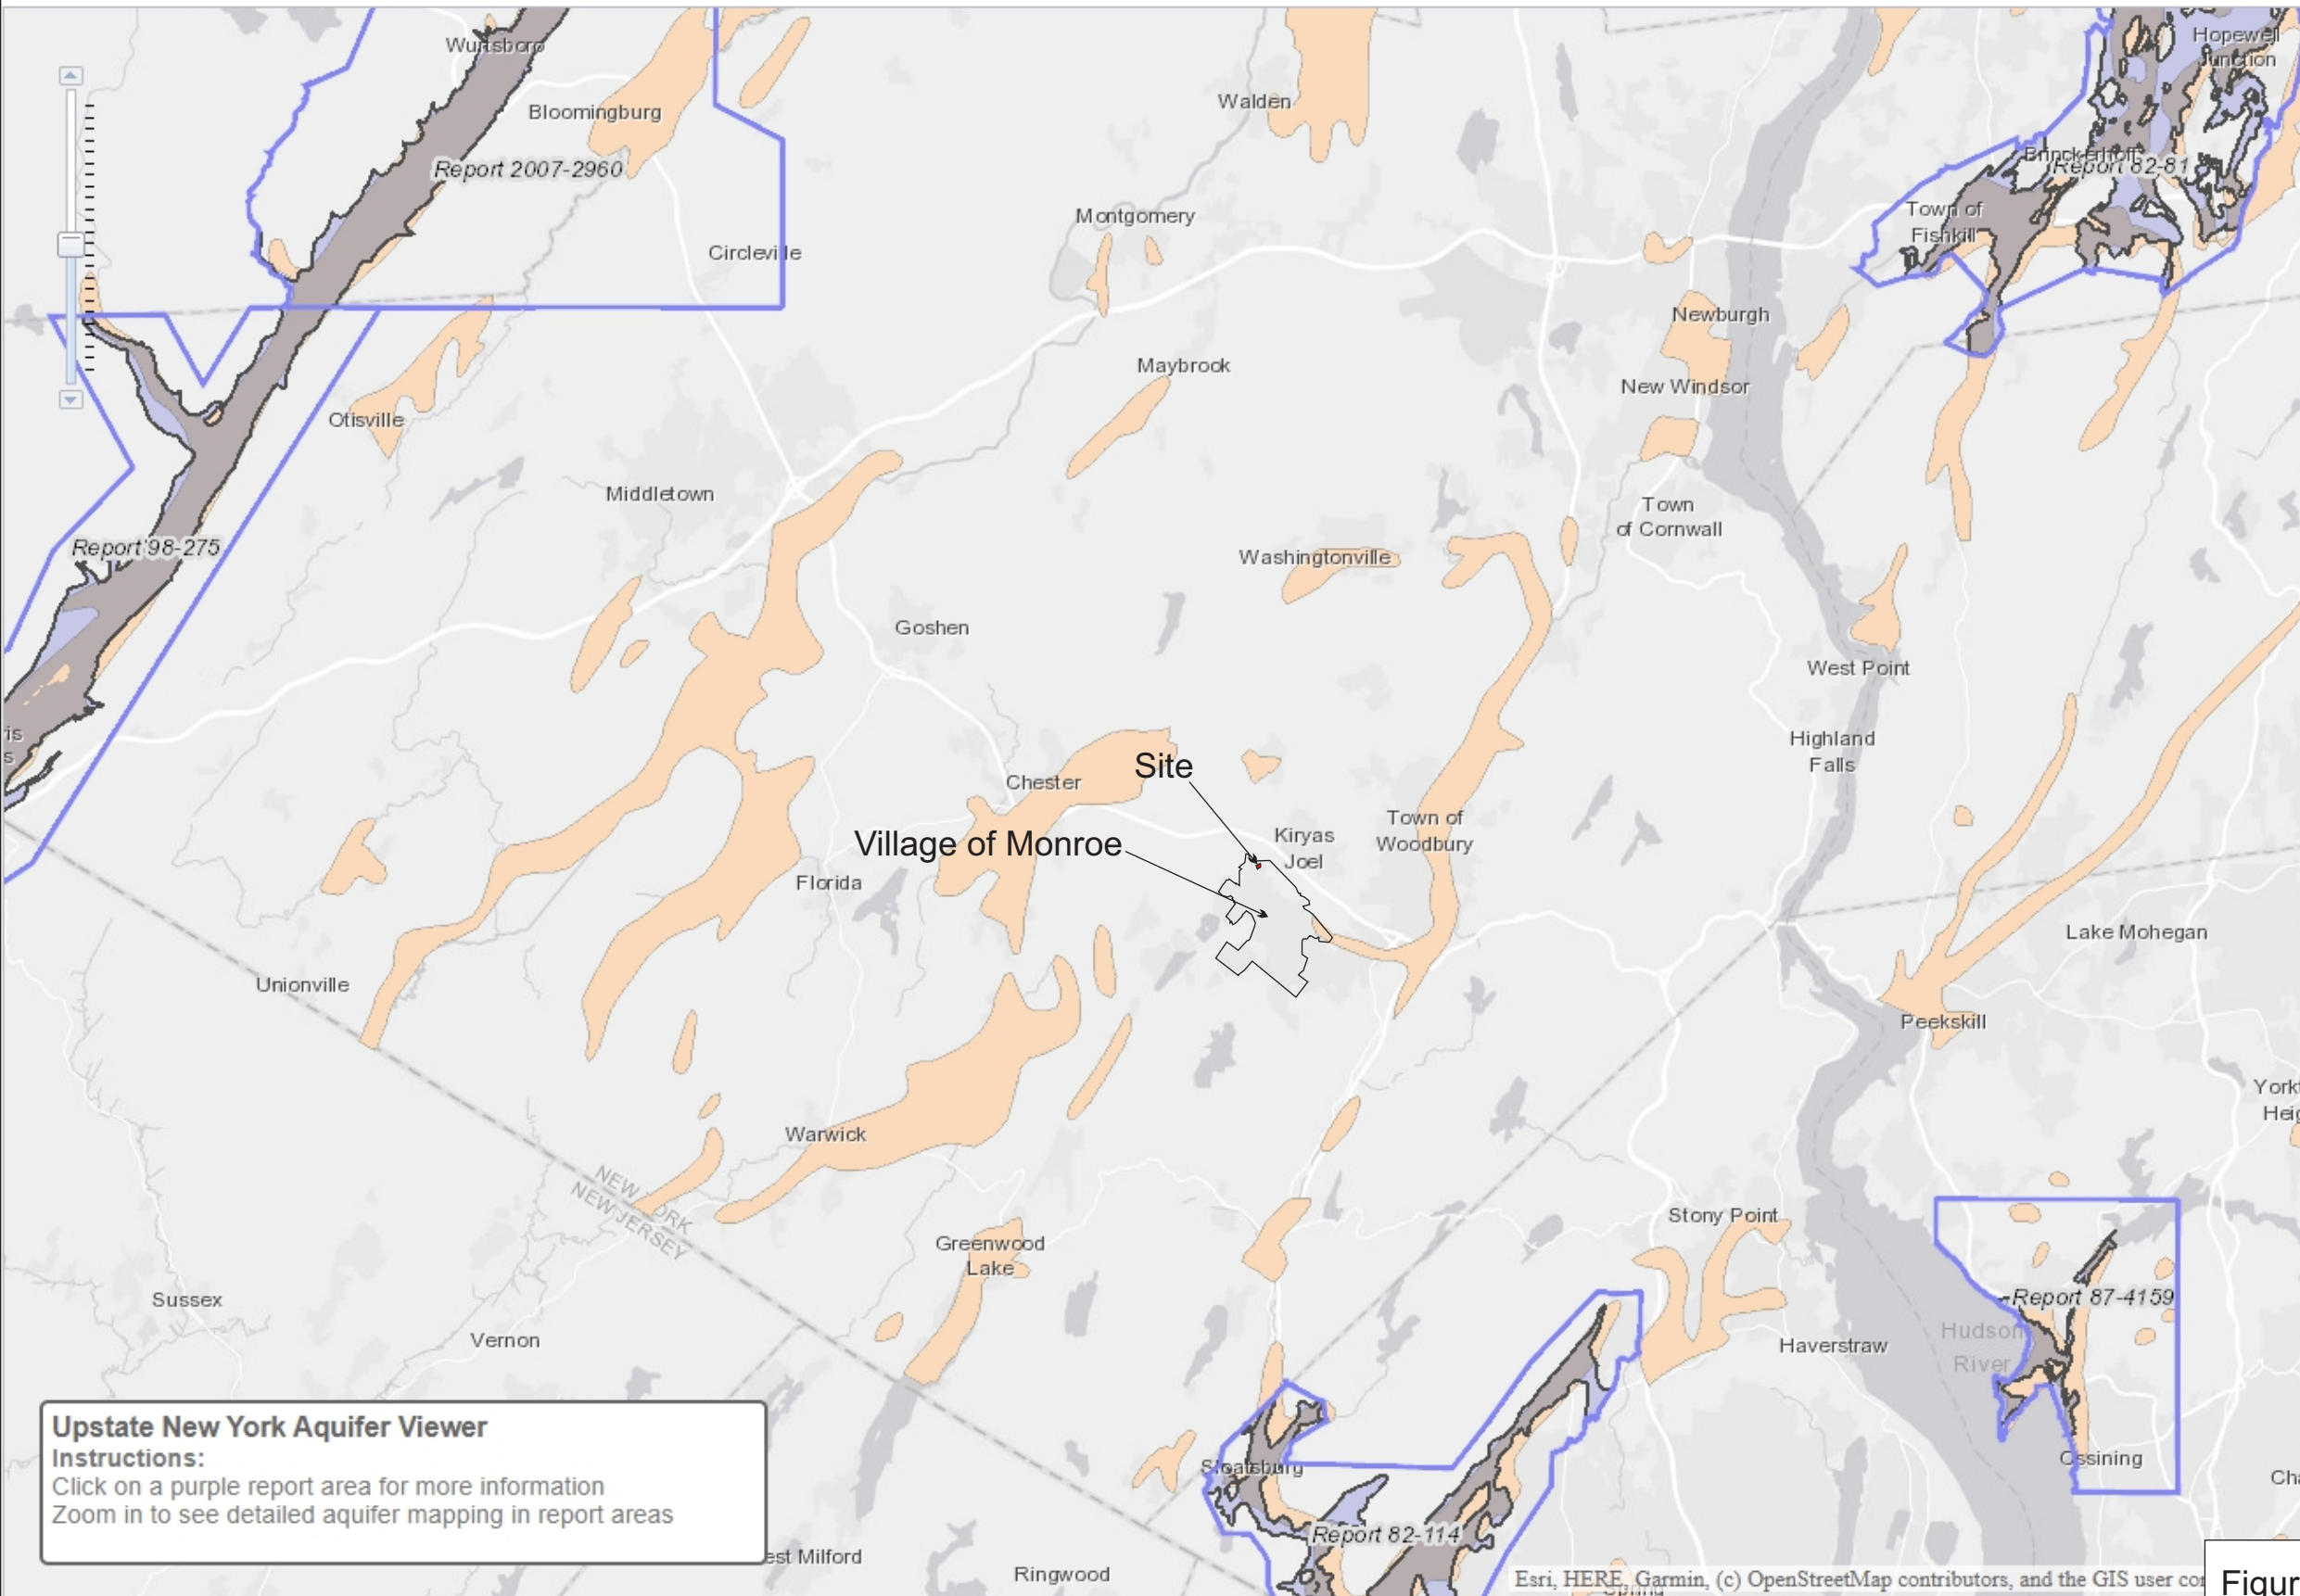 Wurtsboro
Hopewell
Junction
Bloomingburg
Walden
Report 2007-2960
Brinckerhoff
Report 82-81
Town of
Fishkill
Montgomery
Circleville
Newburgh
Maybrook
New Windsor
Otisville
Middletown
Town
of Cornwall
Report 98-275
Washingtonville
Goshen
West Point
Highland
Falls
Site
Chester
Town of
Woodbury
Kiryas
Joel
Village of Monroe
Florida
Lake Mohegan
Unionville
Peekskill
Warwick
NEW YORK
NEW JERSEY
Stony Point
Greenwood
Lake
Sussex
Report 87-4159
Vernon
Haverstraw
Hudson
River
Upstate New York Aquifer Viewer
Instructions:
Click on a purple report area for more information
Zoom in to see detailed aquifer mapping in report areas
Sloatsburg
Ossining
Report 82-114
est Milford
Ringwood
Esri, HERE, Garmin, (c) OpenStreetMap contributors, and the GIS user cor
Figur